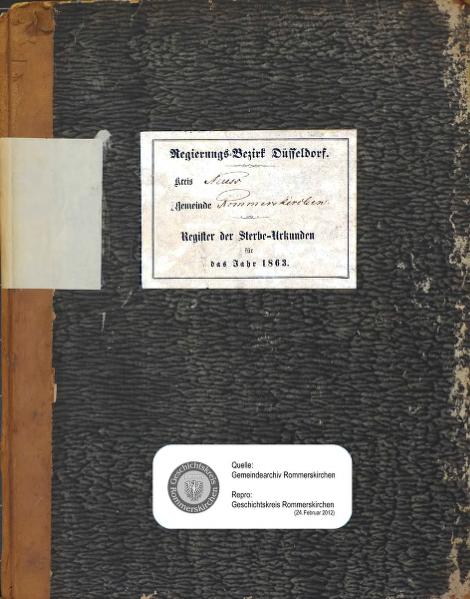 Regierungs-Bezirk Düsseldorf.
Kreis Neuss
Gemeinde Rommerskirchen
Register der Sterbe-Urkunden
für
das Jahr 1863.
Geschichtskreis
Rommerskirchen
Quelle:
Gemeindearchiv Rommerskirchen
Repro:
Geschichtskreis Rommerskirchen
(24.Februar 2012)